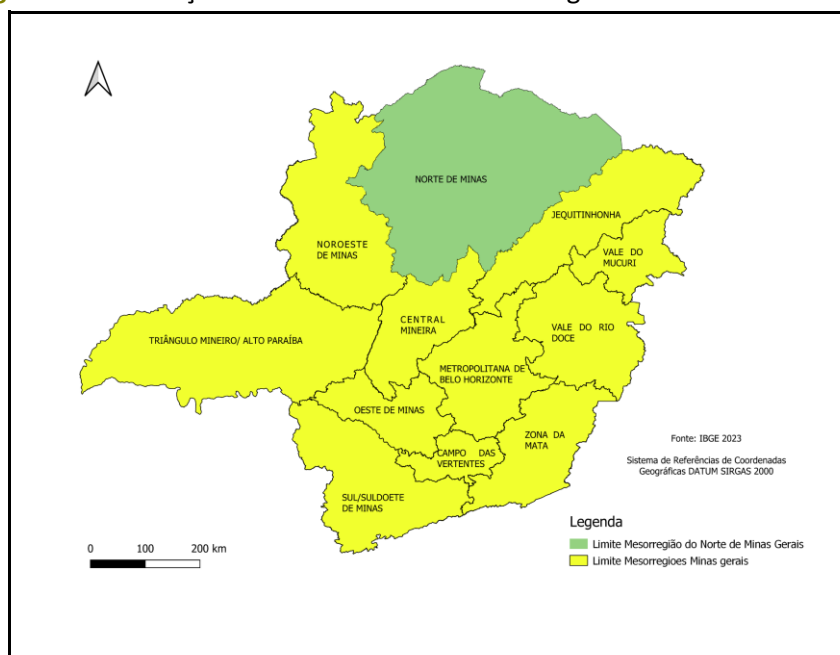 NORTE DE MINAS
JEQUITINHONHA
NOROESTE
DE MINAS
VALE DO
MUCURI
CENTRAL
MINEIRA
VALE DO RIO
DOCE
TRIÂNGULO MINEIRO/ ALTO PARAÍBA
METROPOLITANA DE
BELO HORIZONTE
OESTE DE MINAS
ZONA DA
MATA
CAMPO DAS
VERTENTES
SUL/SULDOETE
DE MINAS
Fonte: IBGE 2023
Sistema de Referências de Coordenadas
Geográficas DATUM SIRGAS 2000
Legenda
Limite Mesorregião do Norte de Minas Gerais
Limite Mesorregioes Minas gerais
0 100 200 km